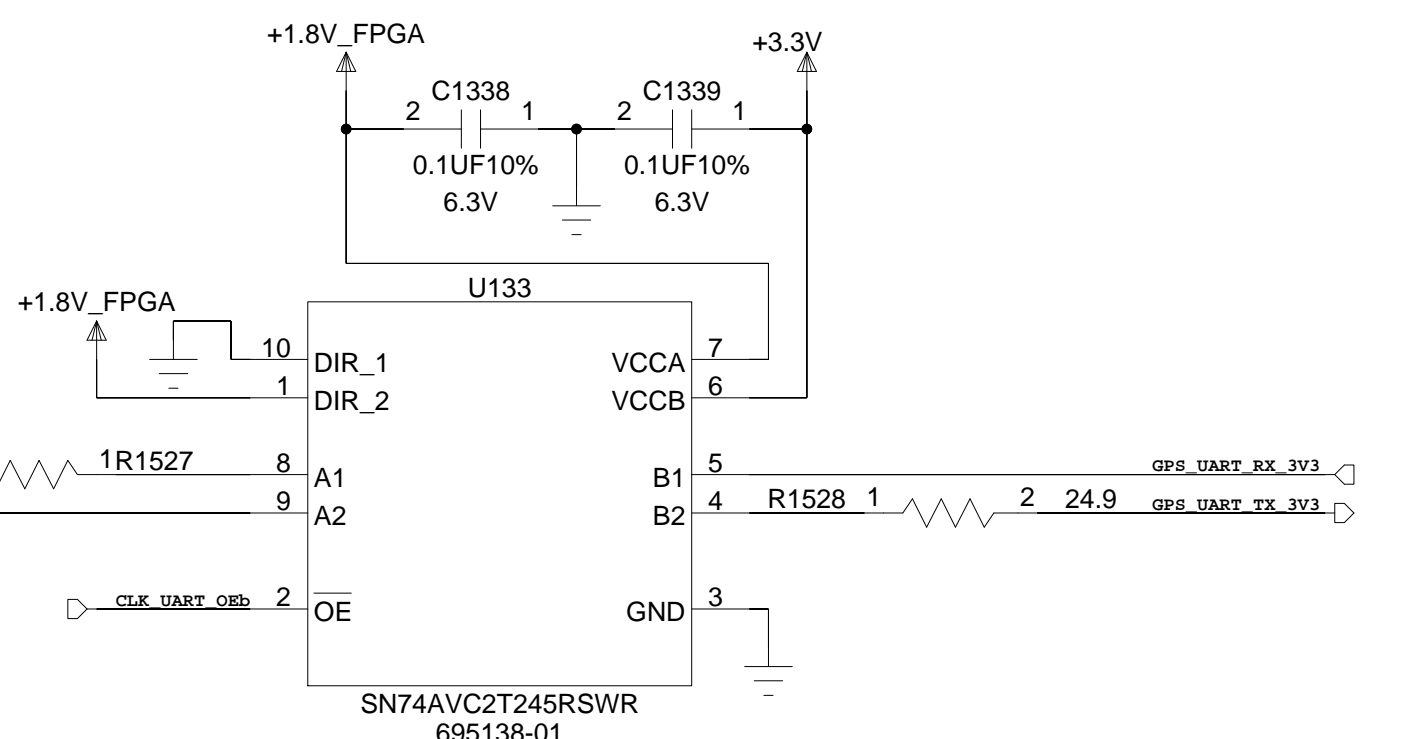 +1.8V_FPGA
+3.3V
C1338
C1339
2 1 2 1
0.1UF10% 0.1UF10%
6.3V 6.3V
U133
+1.8V_FPGA
10 DIR_1 VCCA 7
1 DIR_2 VCCB 6
1R1527 8 A1 B1 5 GPS_UART_RX_3V3
9 A2 B2 4 R1528 1 2 24.9 GPS_UART_TX_3V3
CLK_UART_OEb 2 OE GND 3
SN74AVC2T245RSWR
695138-01